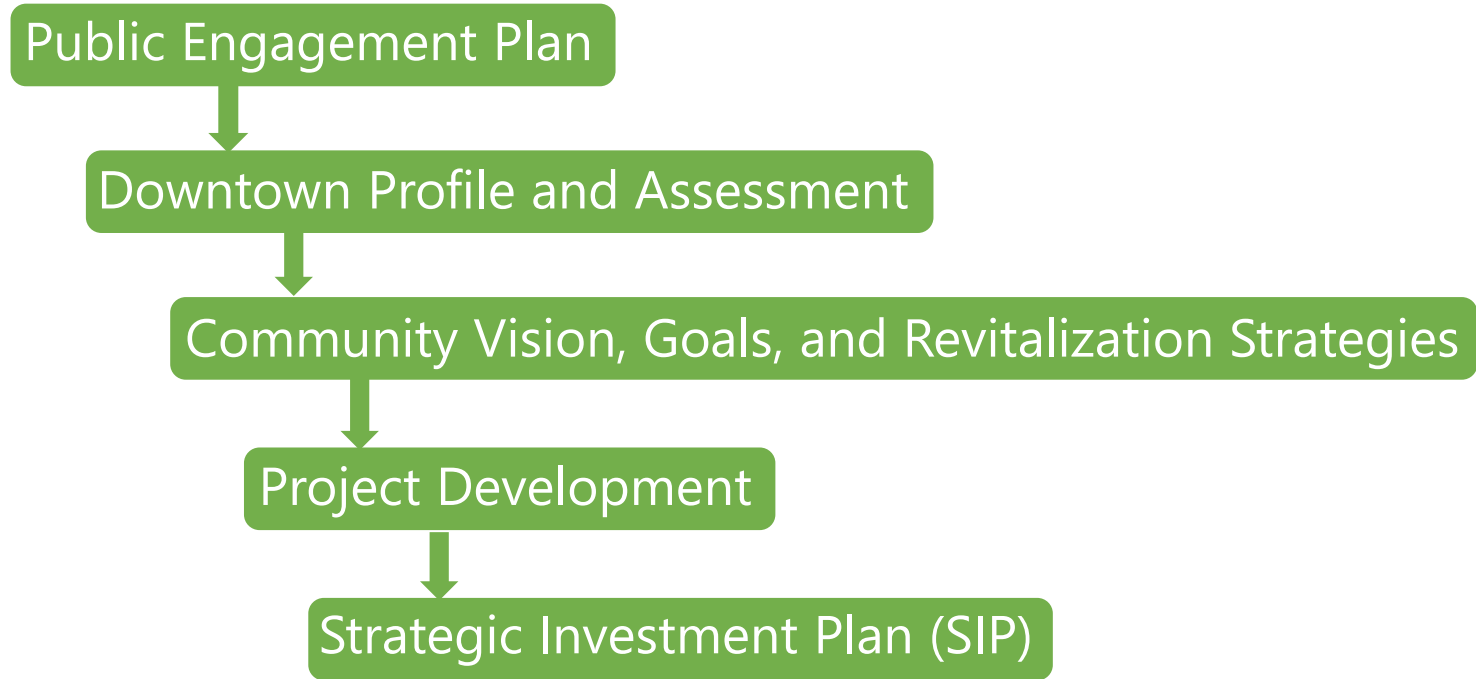 Public Engagement Plan
Downtown Profile and Assessment
Community Vision, Goals, and Revitalization Strategies
Project Development
Strategic Investment Plan (SIP)